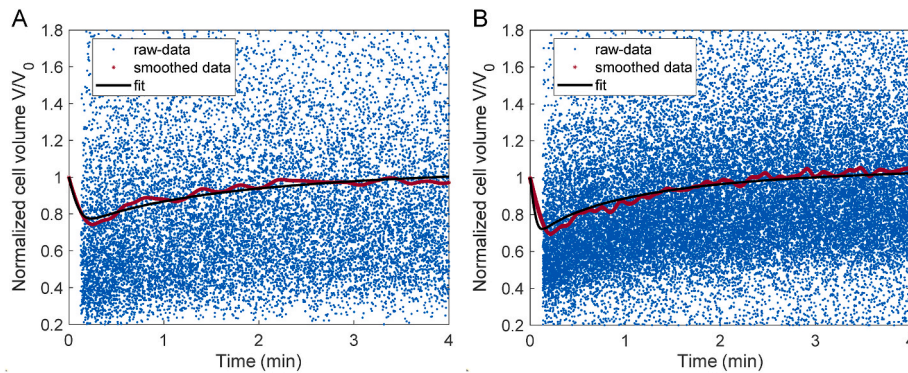 A
Normalized cell volume V/V0
1.8
1.6
1.4
1.2
1
0.8
0.6
0.4
0.2
raw-data
smoothed data
fit
0 1 2 3 4
Time (min)
B
Normalized cell volume V/V0
1.8
1.6
1.4
1.2
1
0.8
0.6
0.4
0.2
raw-data
smoothed data
fit
0 1 2 3 4
Time (min)